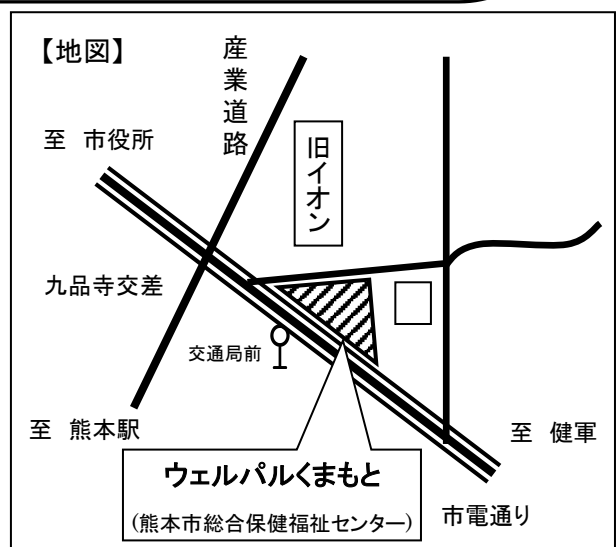 【地図】
産業道路
至 市役所
旧イオン
九品寺交差
交通局前
至 熊本駅
至 健軍
ウェルパルくまもと
(熊本市総合保健福祉センター)
市電通り